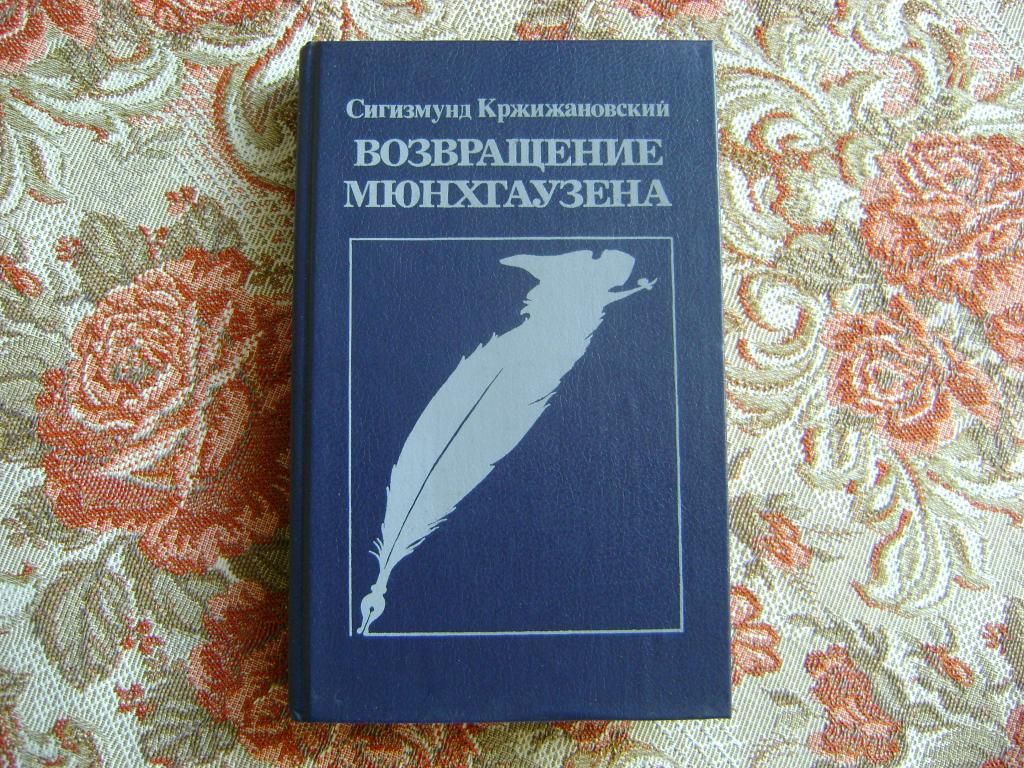 Сигизмунд Кржижановский
ВОЗВРАЩЕНИЕ
МЮНХГАУЗЕНА